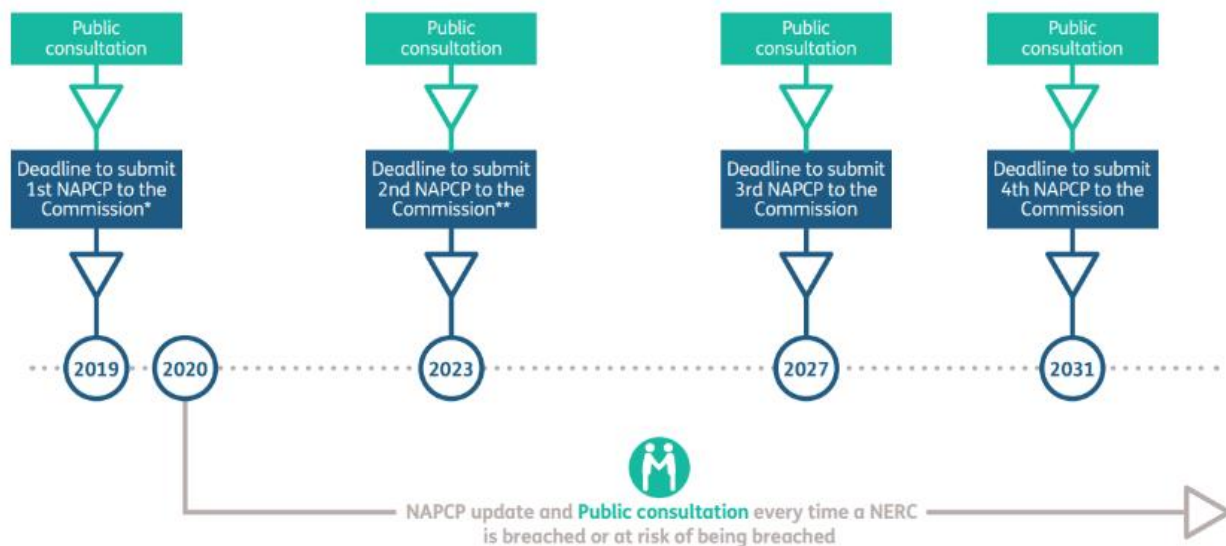 Public
consultation
Public
consultation
Public
consultation
Public
consultation
Deadline to submit
1st NAPCP to the
Commission*
Deadline to submit
2nd NAPCP to the
Commission**
Deadline to submit
3rd NAPCP to the
Commission
Deadline to submit
4th NAPCP to the
Commission
2019
2020
2023
2027
2031
NAPCP update and Public consultation every time a NERC
is breached or at risk of being breached